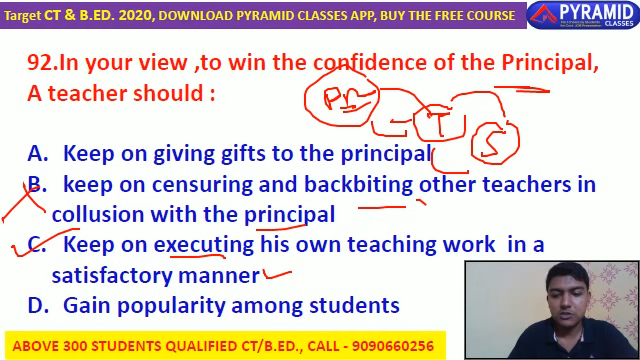 Target CT & B.ED. 2020, DOWNLOAD PYRAMID CLASSES APP, BUY THE FREE COURSE
PYRAMID
CLASSES
92.In your view ,to win the confidence of the Principal,
A teacher should :
Pr
T
S
A. Keep on giving gifts to the principal
B. keep on censuring and backbiting other teachers in
collusion with the principal
C. Keep on executing his own teaching work in a
satisfactory manner
D. Gain popularity among students
ABOVE 300 STUDENTS QUALIFIED CT/B.ED., CALL - 9090660256